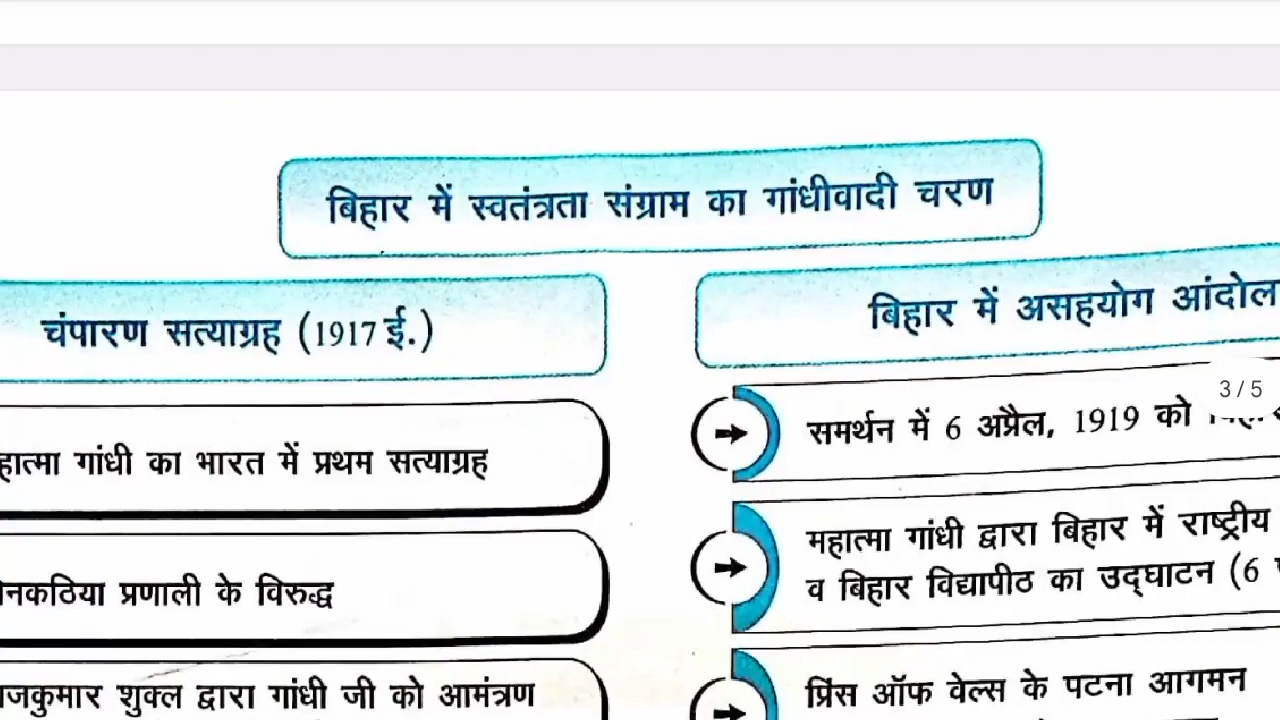 बिहार में स्वतंत्रता संग्राम का गांधीवादी चरण
चंपारण सत्याग्रह (1917 ई.)
हात्मा गांधी का भारत में प्रथम सत्याग्रह
नकठिया प्रणाली के विरुद्ध
जकुमार शुक्ल द्वारा गांधी जी को आमंत्रण
बिहार में असहयोग आंदोल
3 / 5
समर्थन में 6 अप्रैल, 1919 को
महात्मा गांधी द्वारा बिहार में राष्ट्रीय
व बिहार विद्यापीठ का उद्घाटन (6
प्रिंस ऑफ वेल्स के पटना आगमन